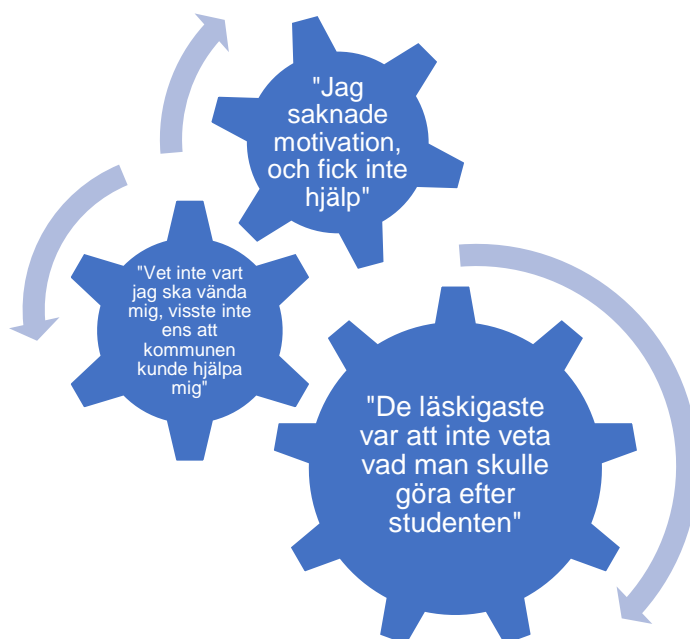 "Jag
saknade
motivation,
och fick inte
hjälp"
"Vet inte vart
jag ska vända
mig, visste inte
ens att
kommunen
kunde hjälpa
mig"
"De läskigaste
var att inte veta
vad man skulle
göra efter
studenten"